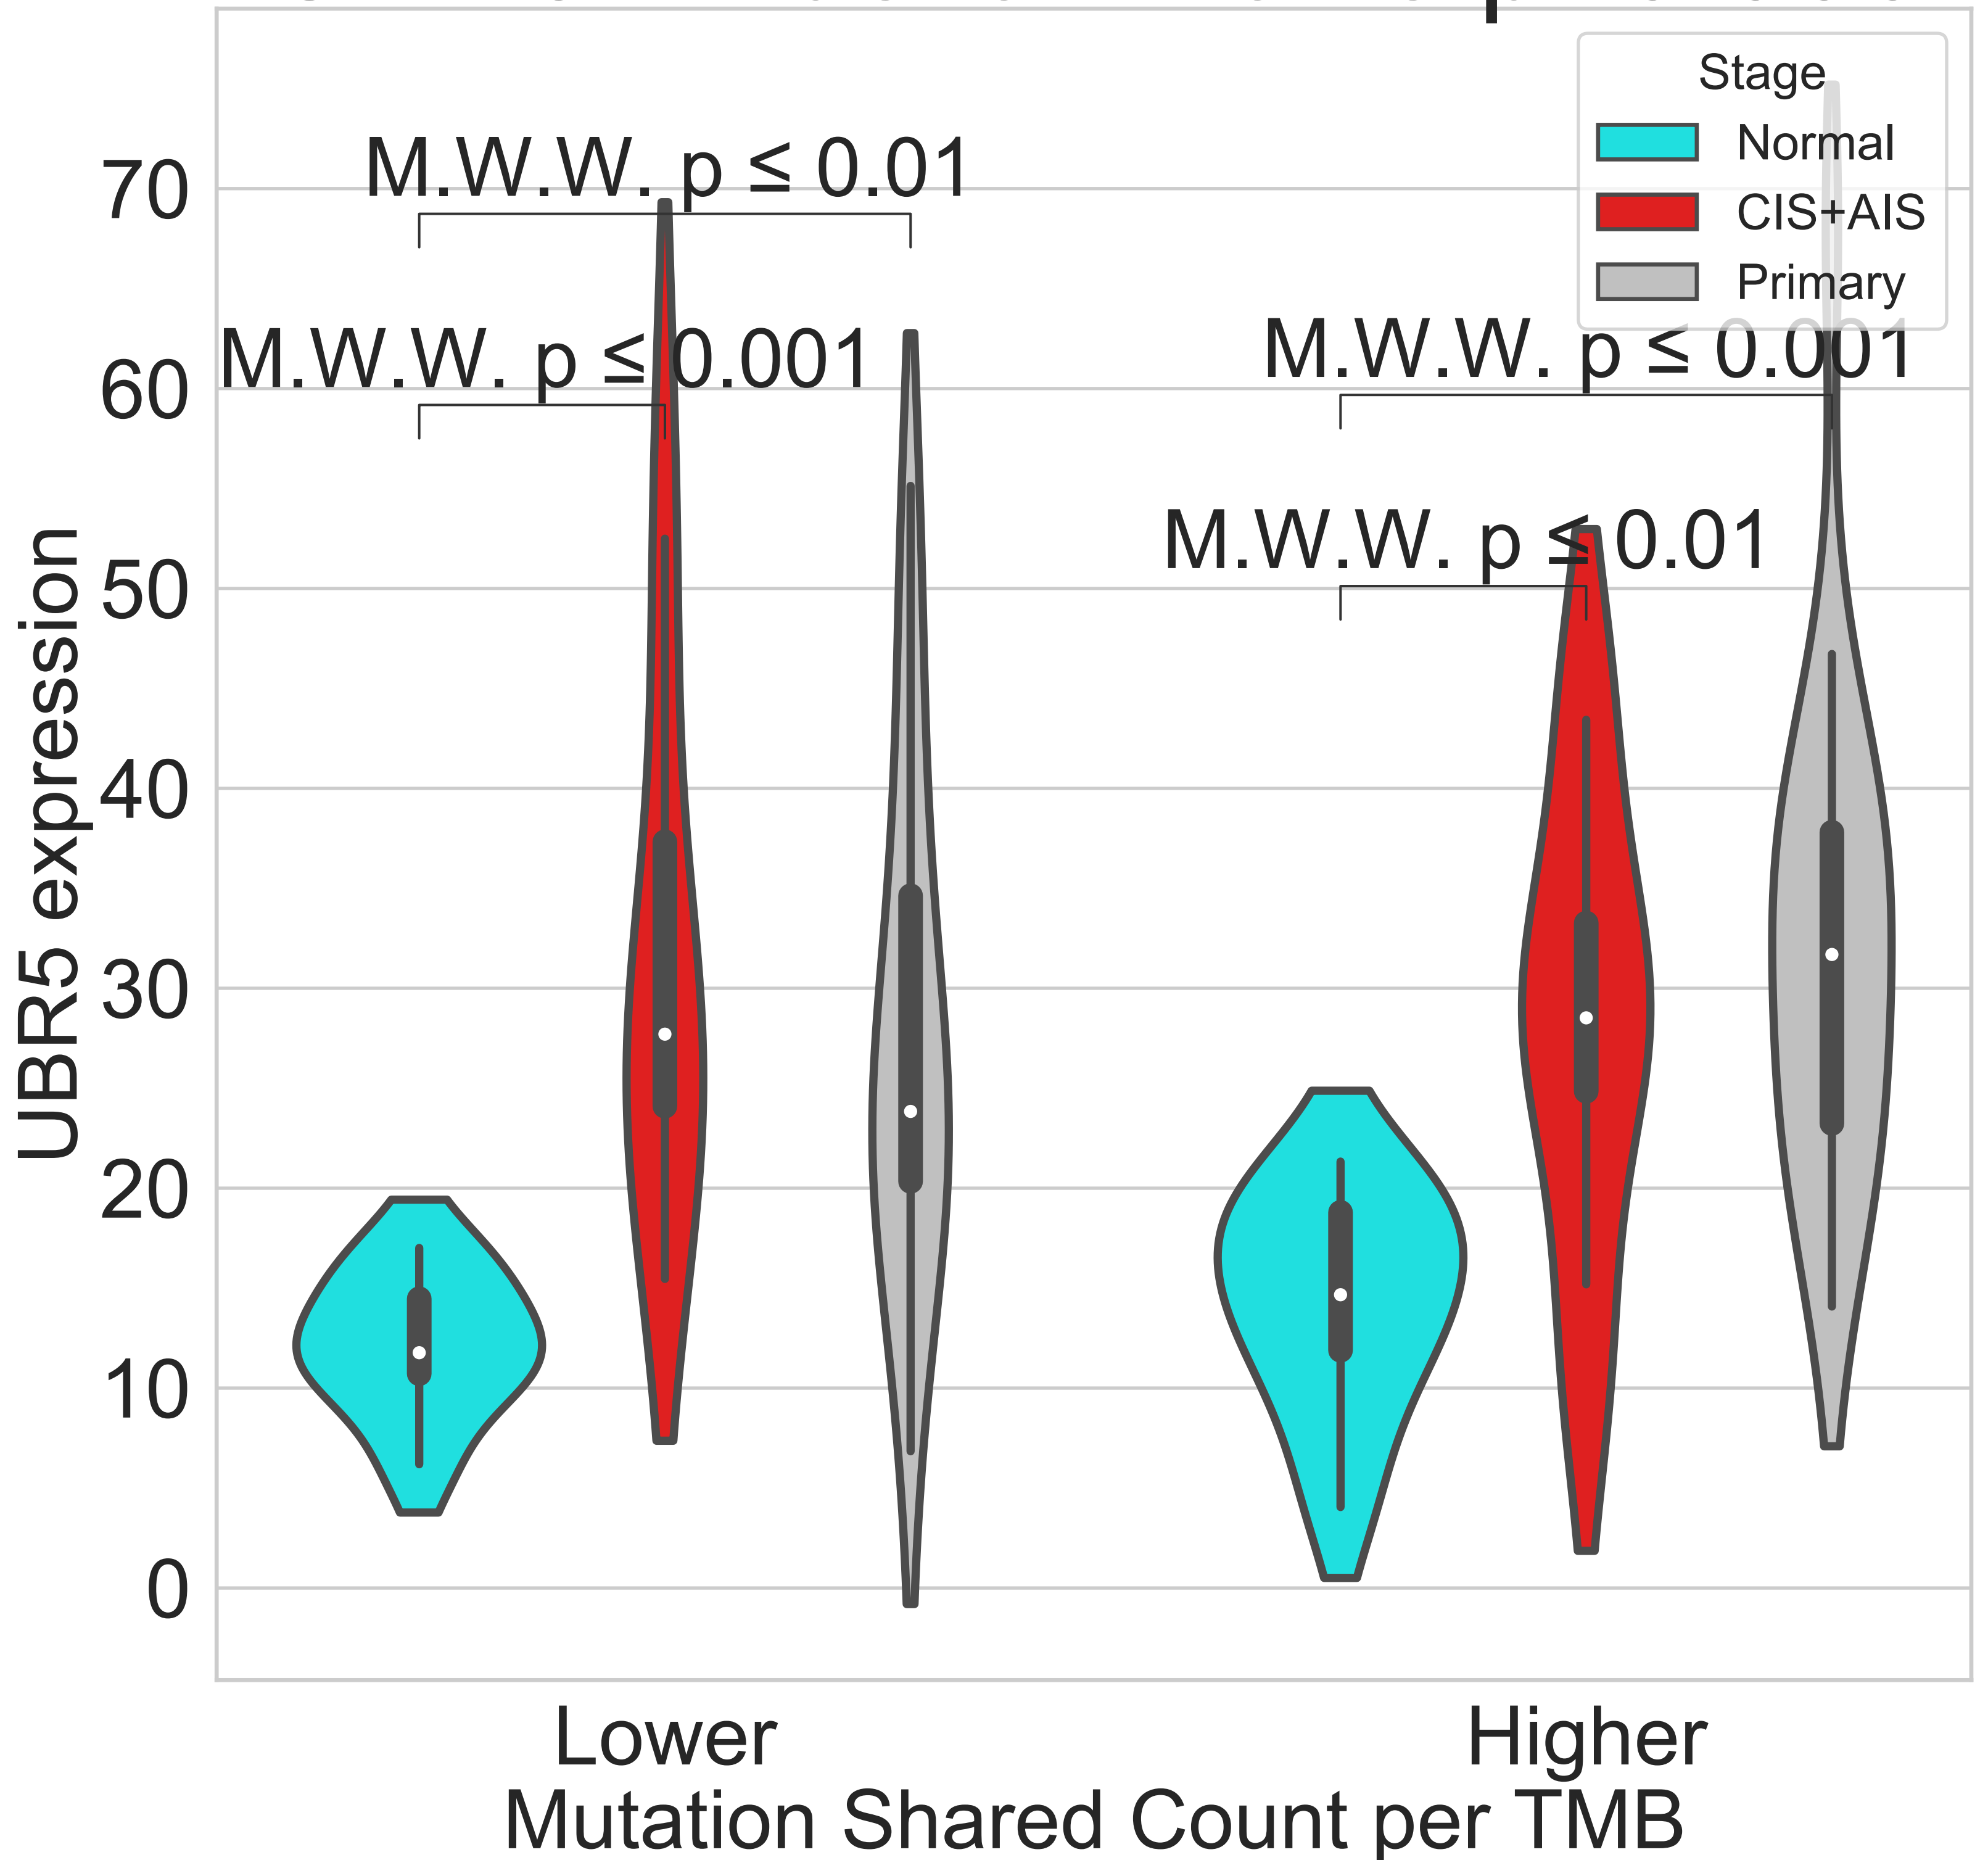 Stage
Normal
CIS+AIS
Primary
M.W.W. p ≤ 0.01
M.W.W. p ≤ 0.001
M.W.W. p ≤ 0.001
M.W.W. p ≤ 0.01
UBR5 expression
70
60
50
40
30
20
10
0
Lower
Higher
Mutation Shared Count per TMB